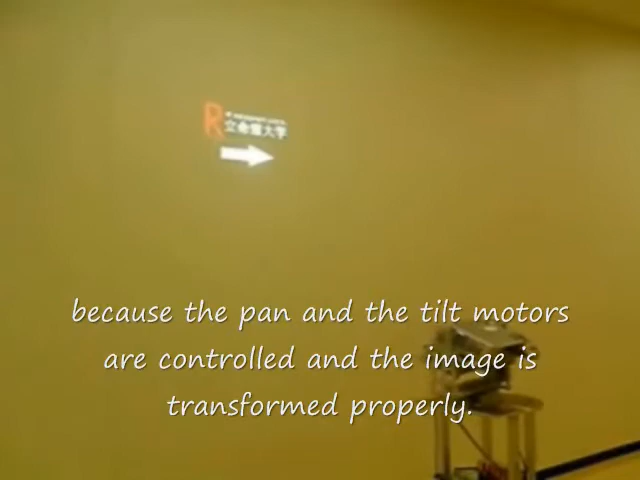 R
立命館大学
because the pan and the tilt motors
are controlled and the image is
transformed properly.